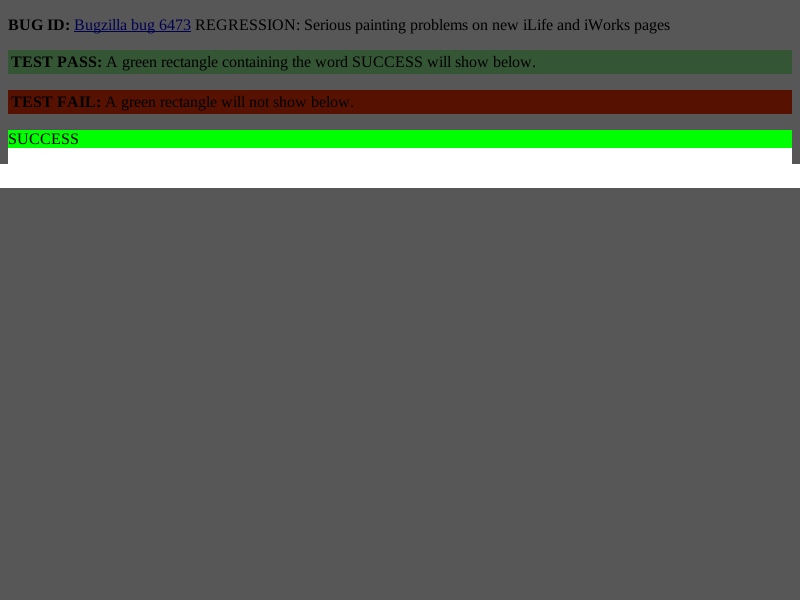 BUG ID: Bugzilla bug 6473 REGRESSION: Serious painting problems on new iLife and iWorks pages
TEST PASS: A green rectangle containing the word SUCCESS will show below.
TEST FAIL: A green rectangle will not show below.
SUCCESS